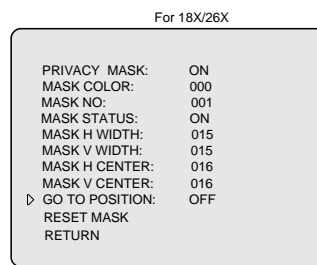 For 18X/26X
PRIVACY MASK: ON
MASK COLOR: 000
MASK NO: 001
MASK STATUS: ON
MASK H WIDTH: 015
MASK V WIDTH: 015
MASK H CENTER: 016
MASK V CENTER: 016
GO TO POSITION: OFF
RESET MASK
RETURN